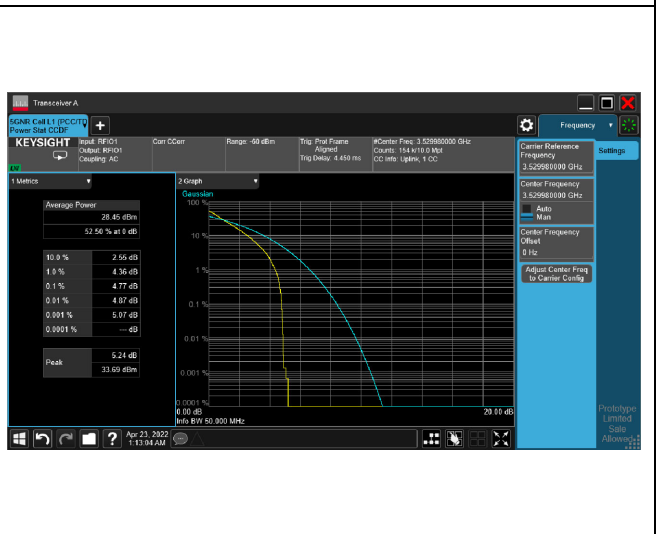 Transceiver A
5GNR Call L1 (PCC/TD
Power Stat CCDF
Frequency
KEYSIGHT
Input: RFIO1
Output: RFIO1
Coupling: AC
Corr CCorr
Range: -60 dBm
Trig: Prot Frame
Aligned
Trig Delay: 4.450 ms
#Center Freq: 3.529980000 GHz
Counts: 154 k/10.0 Mpt
CC Info: Uplink, 1 CC
1 Metrics
Average Power
28.45 dBm
52.50 % at 0 dB
10.0 % 2.55 dB
1.0 % 4.36 dB
0.1 % 4.77 dB
0.01 % 4.87 dB
0.001 % 5.07 dB
0.0001 % --- dB
Peak
5.24 dB
33.69 dBm
2 Graph
Gaussian
100 %
10 %
1 %
0.1 %
0.01 %
0.001 %
0.0001 %
0.00 dB
20.00 dB
Info BW 50.000 MHz
Carrier Reference
Frequency
3.529980000 GHz
Center Frequency
3.529980000 GHz
Auto
Man
Center Frequency
Offset
0 Hz
Adjust Center Freq
to Carrier Config
Settings
Prototype
Limited
Sale
Allowed
Apr 23, 2022
1:13:04 AM